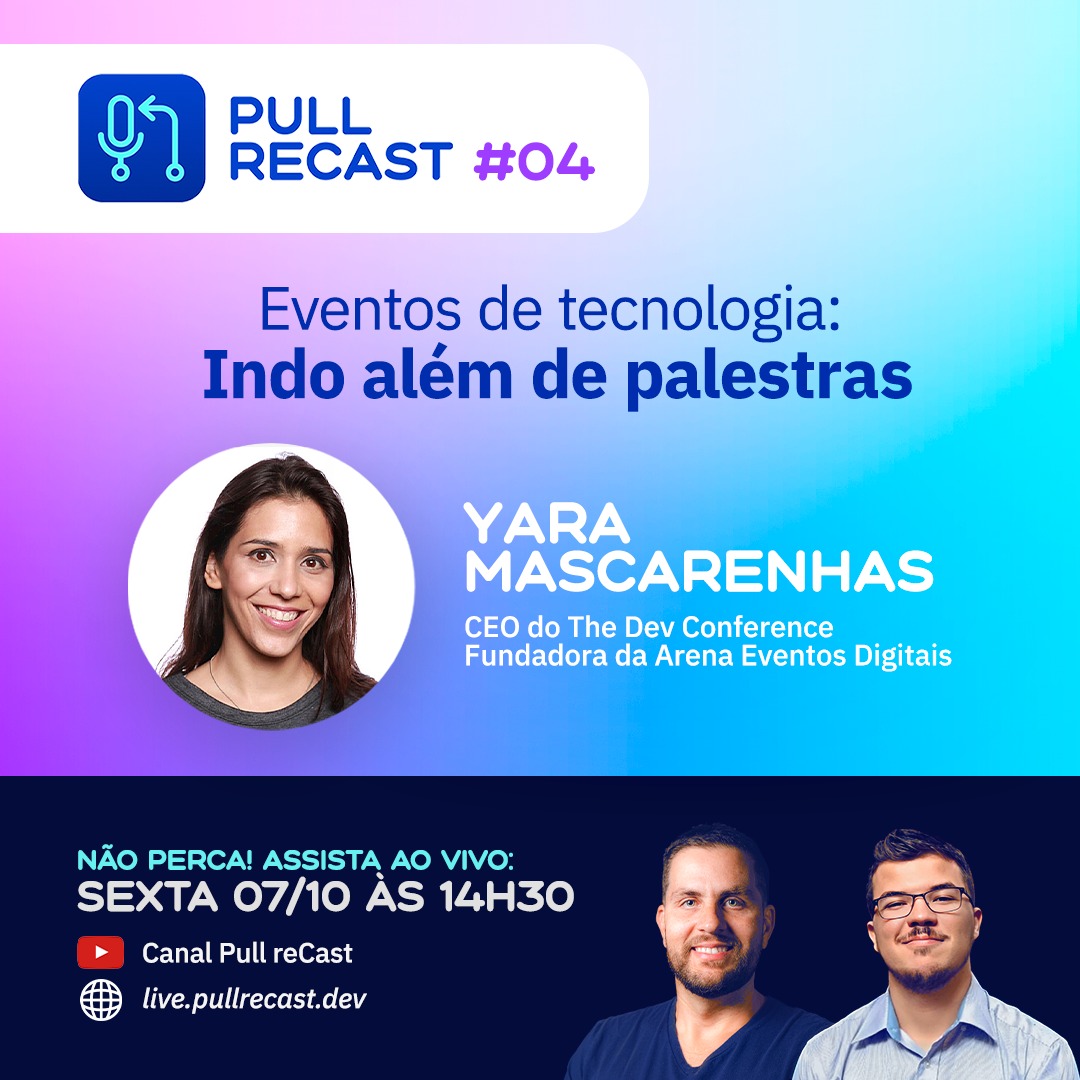 PULL
RECAST #04
Eventos de tecnologia:
Indo além de palestras
YARA
MASCARENHAS
CEO do The Dev Conference
Fundadora da Arena Eventos Digitais
NÃO PERCA! ASSISTA AO VIVO:
SEXTA 07/10 ÀS 14H30
Canal Pull reCast
live.pullrecast.dev